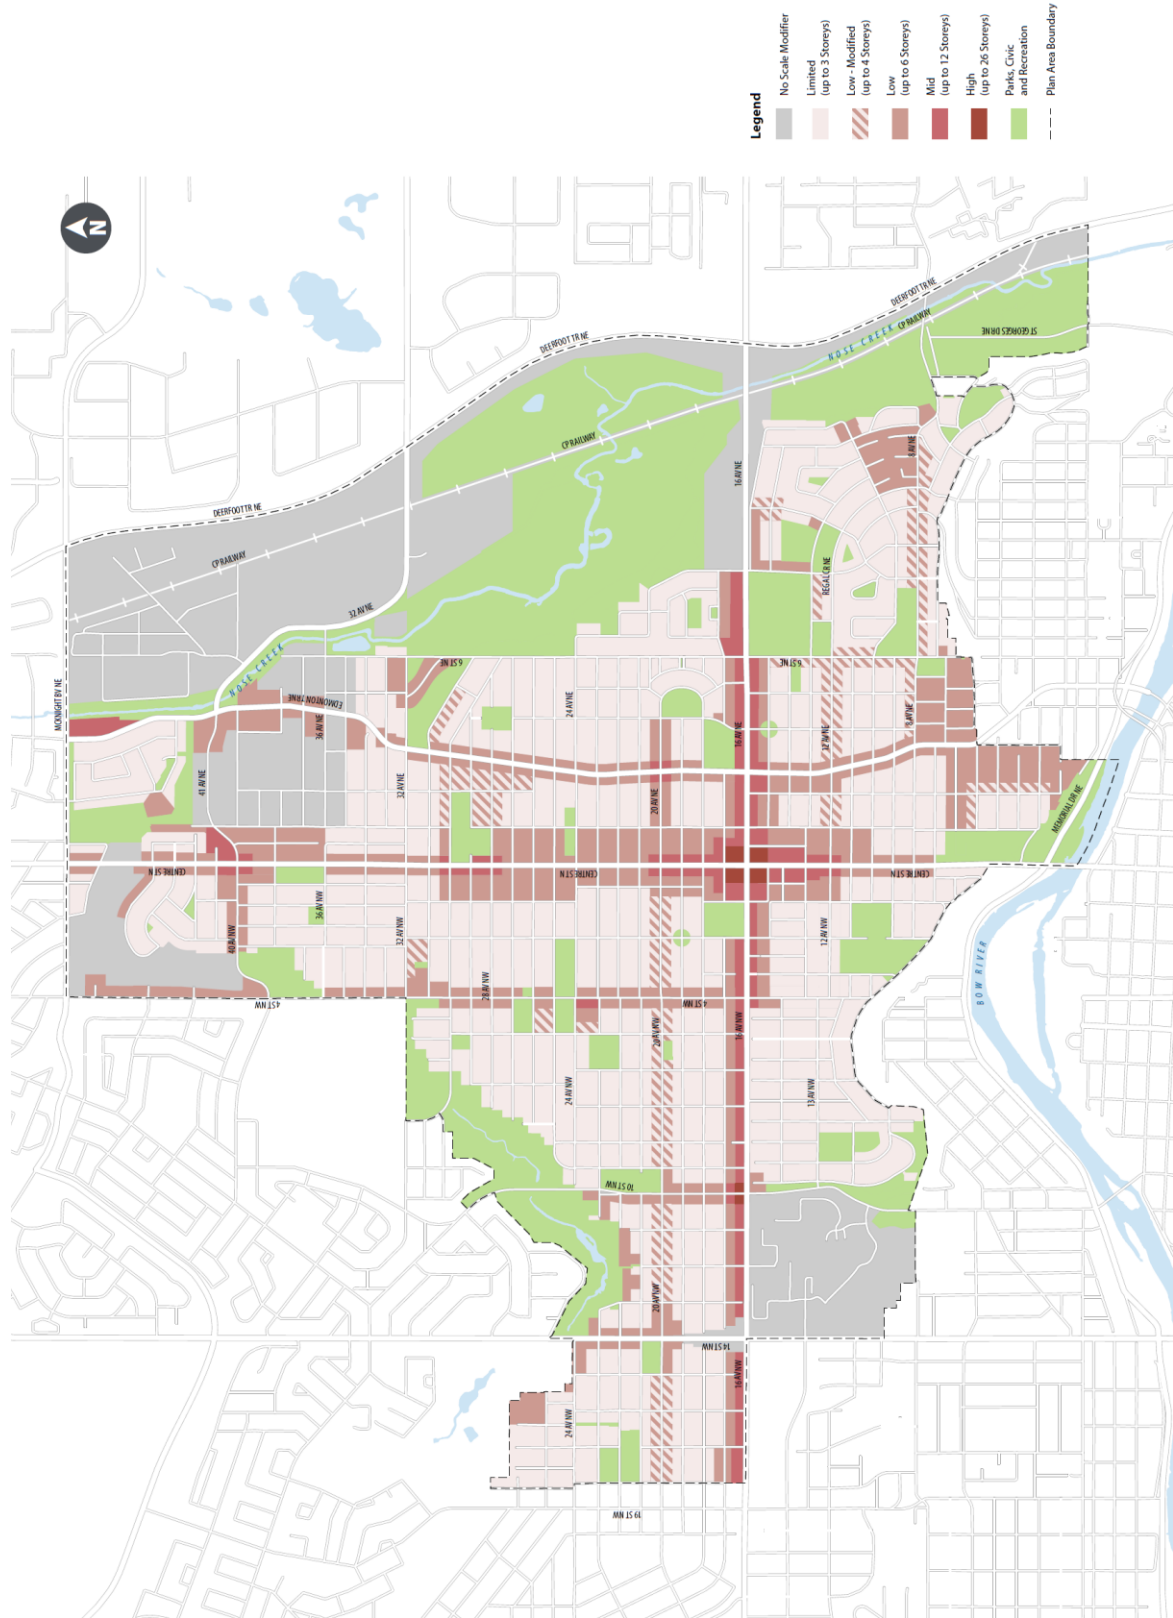 Legend
No Scale Modifier
Limited
(up to 3 Storeys)
Low - Modified
(up to 4 Storeys)
Low
(up to 6 Storeys)
Mid
(up to 12 Storeys)
High
(up to 26 Storeys)
Parks, Civic
and Recreation
Plan Area Boundary
N
MCKNIGHT BV NE
DEERFOOT TR NE
CP RAILWAY
32 AV NE
NOSE CREEK
EDMONTON TR NE
36 AV NE
41 AV NE
32 AV NE
6 ST NE
CENTRE ST N
40 AV NW
36 AV NW
32 AV NW
4 ST NW
28 AV NW
DEERFOOT TR NE
CP RAILWAY
24 AV NE
20 AV NE
CENTRE ST N
4 ST NW
24 AV NW
20 AV NW
10 ST NW
20 AV NW
14 ST NW
24 AV NW
19 ST NW
16 AV NW
16 AV NW
16 AV NE
16 AV NE
DEERFOOT TR NE
NOSE CREEK
CP RAILWAY
ST GEORGES DR NE
8 AV NE
REGAL CR NE
6 ST NE
12 AV NE
9 AV NE
MEMORIAL DR NE
CENTRE ST N
12 AV NW
13 AV NW
BOW RIVER